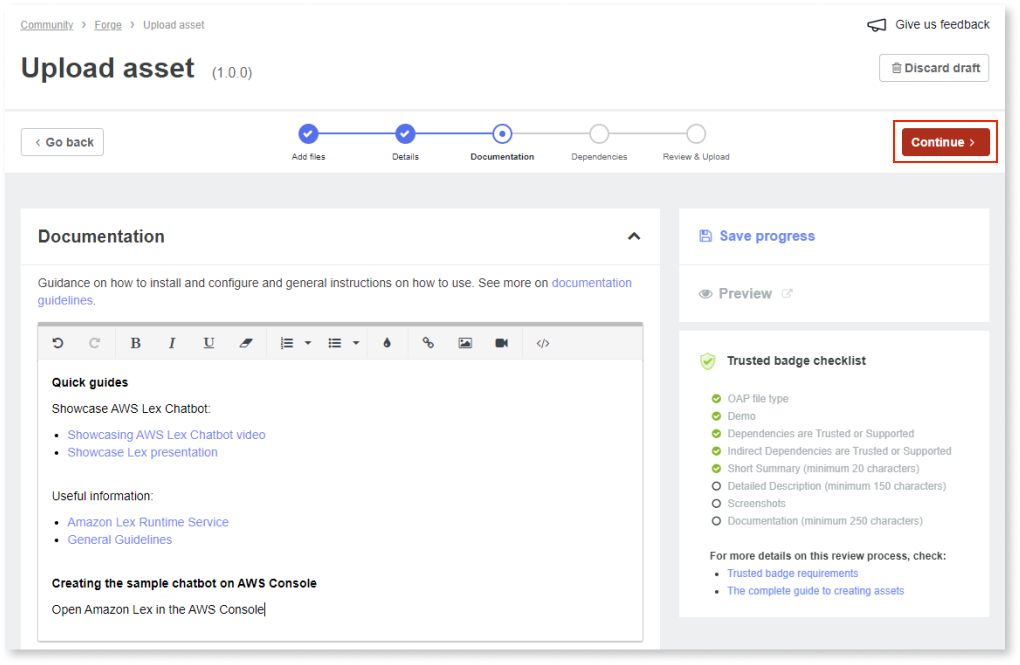 Community > Forge > Upload asset
Give us feedback
Upload asset (1.0.0)
Discard draft
Go back
Add files
Details
Documentation
Dependencies
Review & Upload
Continue
Documentation
Guidance on how to install and configure and general instructions on how to use. See more on documentation
guidelines.
B I U
Quick guides
Showcase AWS Lex Chatbot:
• Showcasing AWS Lex Chatbot video
• Showcase Lex presentation
Useful information:
• Amazon Lex Runtime Service
• General Guidelines
Creating the sample chatbot on AWS Console
Open Amazon Lex in the AWS Console
Save progress
Preview
Trusted badge checklist
OAP file type
Demo
Dependencies are Trusted or Supported
Indirect Dependencies are Trusted or Supported
Short Summary (minimum 20 characters)
Detailed Description (minimum 150 characters)
Screenshots
Documentation (minimum 250 characters)
For more details on this review process, check:
• Trusted badge requirements
• The complete guide to creating assets